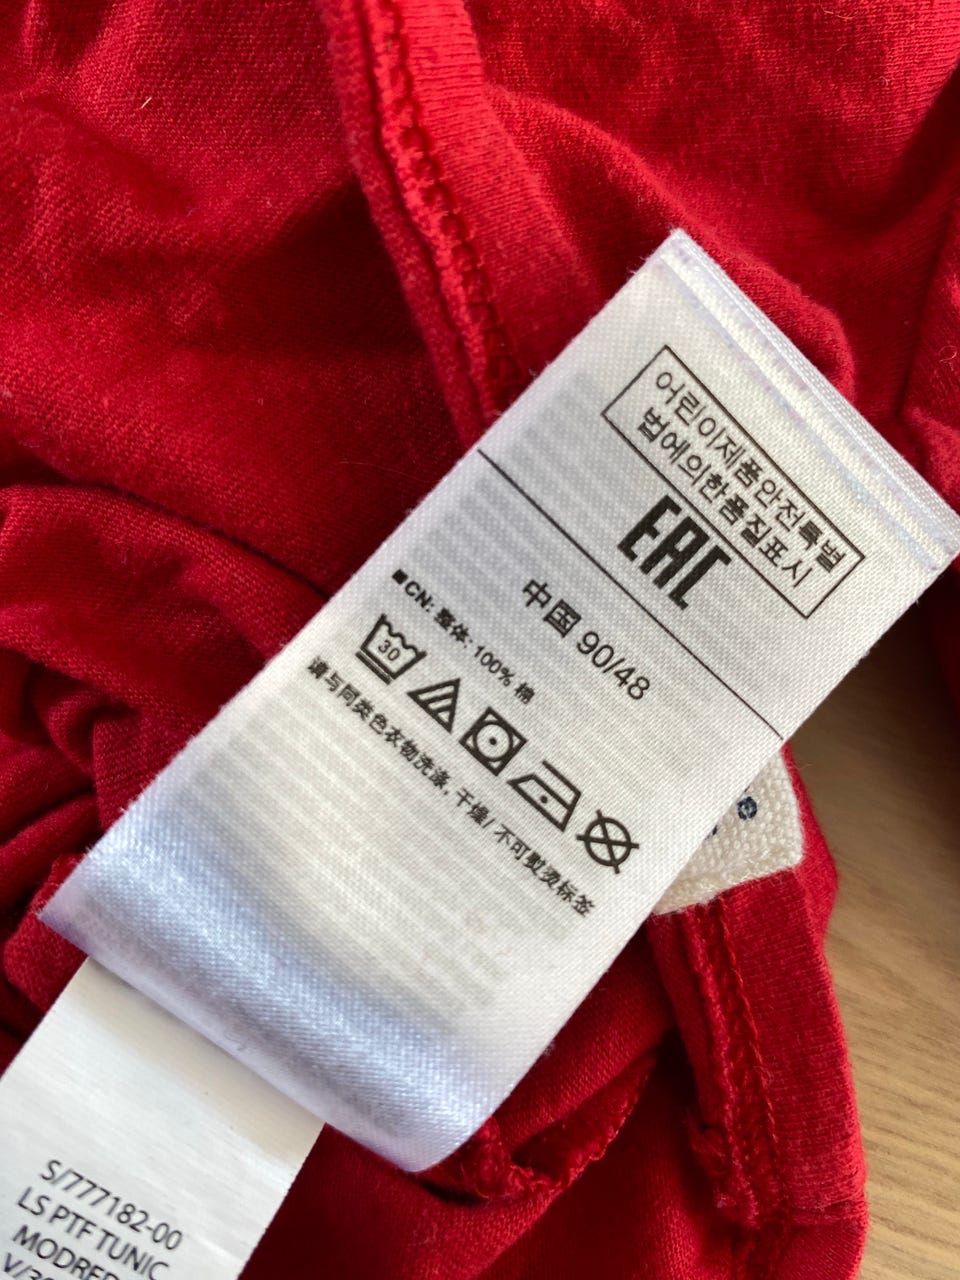 어린이제품안전특별
법에의한품질표시
EAC
中国 90/48
■CN: 整体: 100% 棉
30
请与同类色衣物洗涤, 干燥/ 不可熨烫标签
S/777182-00
LS PTF TUNIC
MODRED